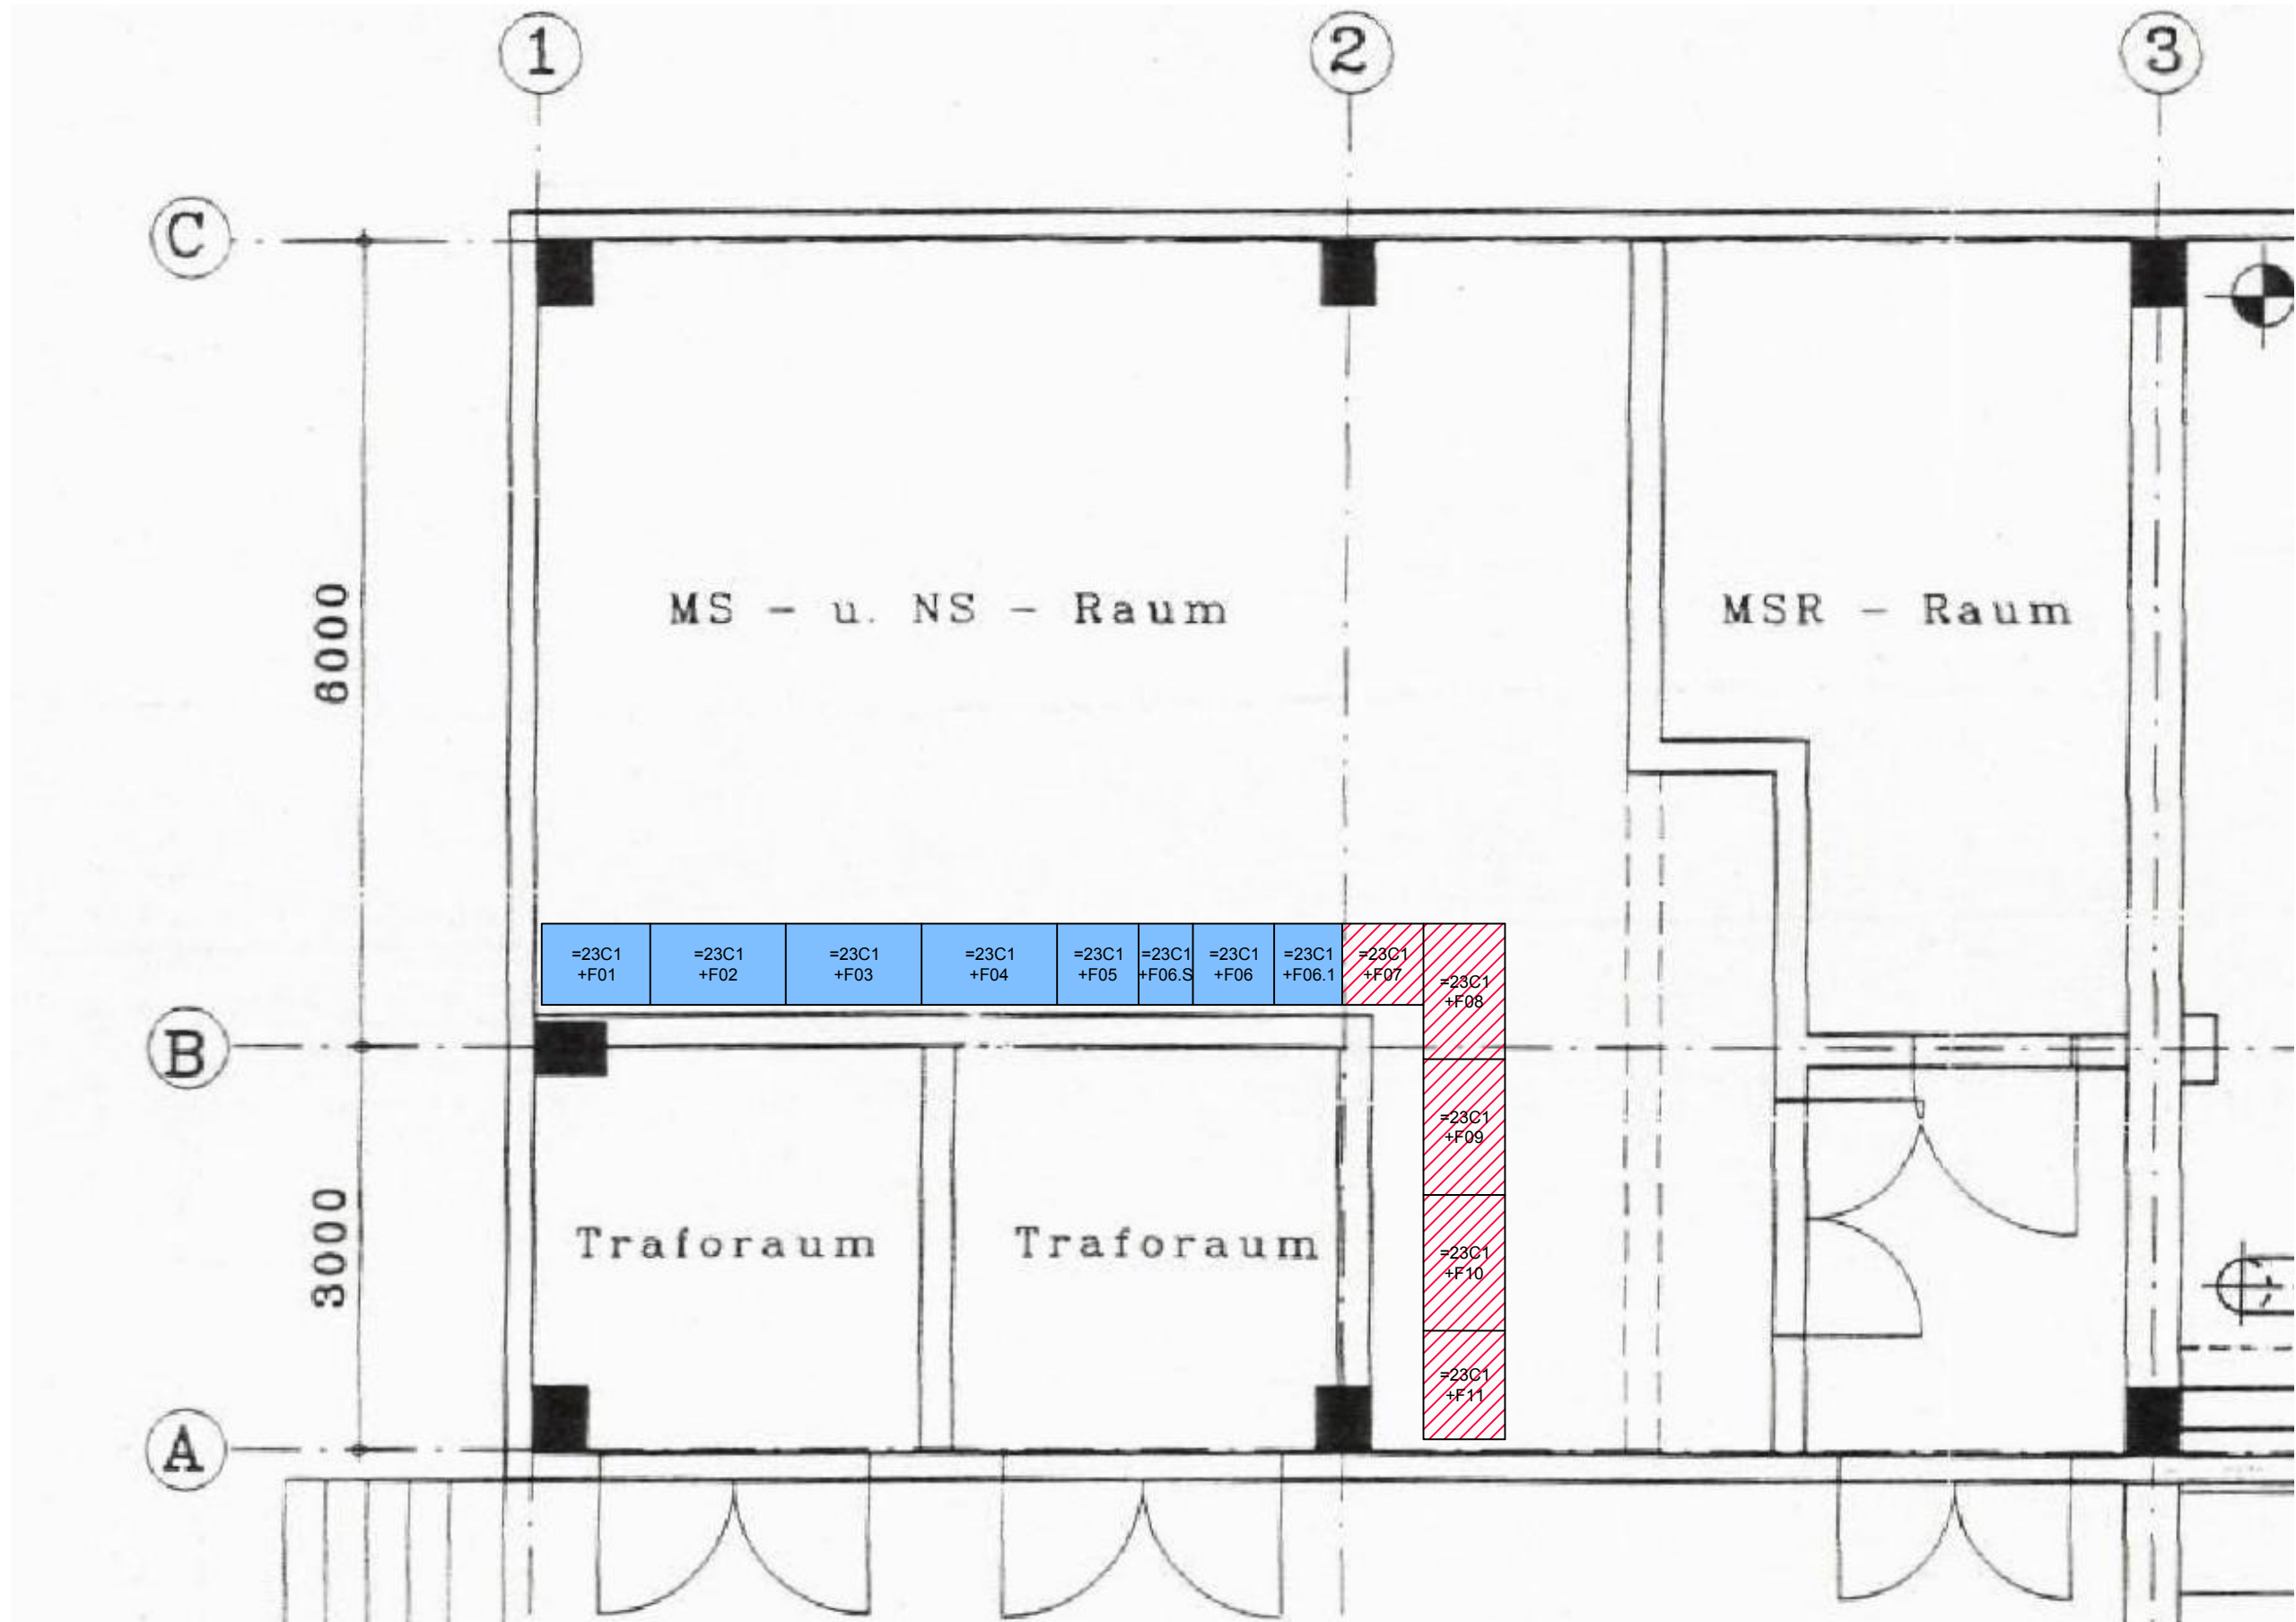 1
2
3
C
6000
MS - u. NS - Raum
MSR - Raum
=23C1
+F01
=23C1
+F02
=23C1
+F03
=23C1
+F04
=23C1
+F05
=23C1
+F06.S
=23C1
+F06
=23C1
+F06.1
=23C1
+F07
=23C1
+F08
B
=23C1
+F09
3000
Traforaum
Traforaum
=23C1
+F10
=23C1
+F11
A